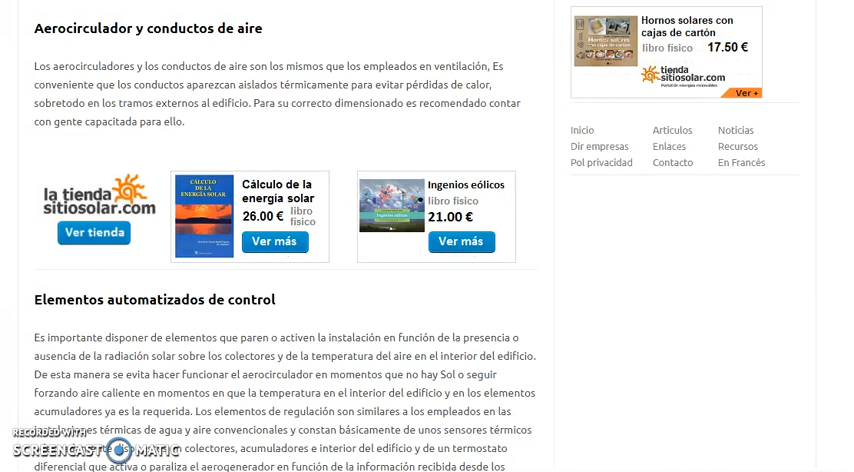 Aerocirculador y conductos de aire
Los aerocirculadores y los conductos de aire son los mismos que los empleados en ventilación, Es
conveniente que los conductos aparezcan aislados térmicamente para evitar pérdidas de calor,
sobretodo en los tramos externos al edificio. Para su correcto dimensionado es recomendado contar
con gente capacitada para ello.
la tienda
sitiosolar.com
Ver tienda
CÁLCULO
DE LA
ENERGÍA SOLAR
Cálculo de la
energía solar
26.00 € libro
físico
Ver más
Ingenios eólicos
Ingenios eólicos
libro físico
21.00 €
Ver más
Elementos automatizados de control
Es importante disponer de elementos que paren o activen la instalación en función de la presencia o
ausencia de la radiación solar sobre los colectores y de la temperatura del aire en el interior del edificio.
De esta manera se evita hacer funcionar el aerocirculador en momentos que no hay Sol o seguir
forzando aire caliente en momentos en que la temperatura en el interior del edificio y en los elementos
acumuladores ya es la requerida. Los elementos de regulación son similares a los empleados en las
térmicas de agua y aire convencionales y constan básicamente de unos sensores térmicos
colectores, acumuladores e interior del edificio y de un termostato
diferencial que activa o paraliza el aerogenerador en función de la información recibida desde los
Hornos solares con
cajas de cartón
Hornos solares
con cajas de cartón
libro físico 17.50 €
tienda
sitiosolar.com
Portal de energías renovables
Ver +
Inicio Articulos Noticias
Dir empresas Enlaces Recursos
Pol privacidad Contacto En Francés
RECORDED WITH
SCREENCAST MATIC